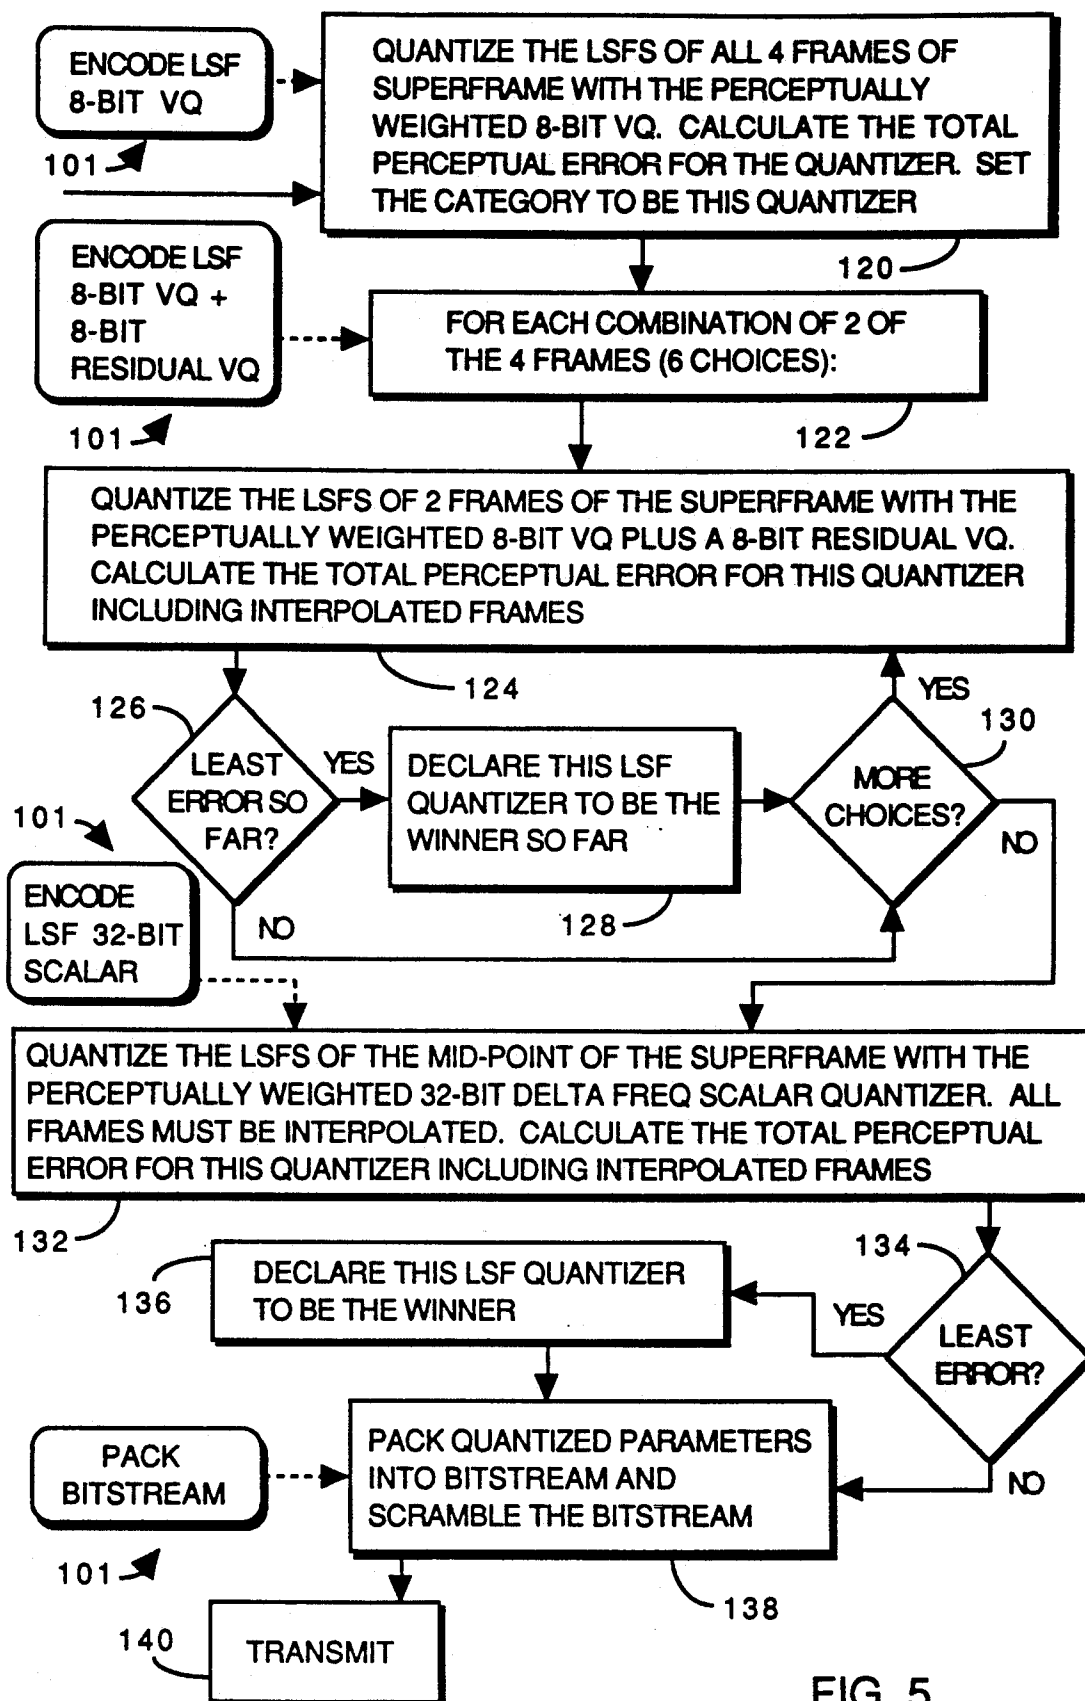 ENCODE LSF
8-BIT VQ
101
QUANTIZE THE LSFS OF ALL 4 FRAMES OF
SUPERFRAME WITH THE PERCEPTUALLY
WEIGHTED 8-BIT VQ. CALCULATE THE TOTAL
PERCEPTUAL ERROR FOR THE QUANTIZER. SET
THE CATEGORY TO BE THIS QUANTIZER
120
ENCODE LSF
8-BIT VQ +
8-BIT
RESIDUAL VQ
101
FOR EACH COMBINATION OF 2 OF
THE 4 FRAMES (6 CHOICES):
122
QUANTIZE THE LSFS OF 2 FRAMES OF THE SUPERFRAME WITH THE
PERCEPTUALLY WEIGHTED 8-BIT VQ PLUS A 8-BIT RESIDUAL VQ.
CALCULATE THE TOTAL PERCEPTUAL ERROR FOR THIS QUANTIZER
INCLUDING INTERPOLATED FRAMES
124
126
LEAST
ERROR SO
FAR?
YES
NO
DECLARE THIS LSF
QUANTIZER TO BE THE
WINNER SO FAR
128
YES
130
MORE
CHOICES?
NO
101
ENCODE
LSF 32-BIT
SCALAR
QUANTIZE THE LSFS OF THE MID-POINT OF THE SUPERFRAME WITH THE
PERCEPTUALLY WEIGHTED 32-BIT DELTA FREQ SCALAR QUANTIZER. ALL
FRAMES MUST BE INTERPOLATED. CALCULATE THE TOTAL PERCEPTUAL
ERROR FOR THIS QUANTIZER INCLUDING INTERPOLATED FRAMES
132
134
LEAST
ERROR?
YES
NO
136
DECLARE THIS LSF QUANTIZER
TO BE THE WINNER
PACK
BITSTREAM
101
PACK QUANTIZED PARAMETERS
INTO BITSTREAM AND
SCRAMBLE THE BITSTREAM
138
140
TRANSMIT
FIG. 5